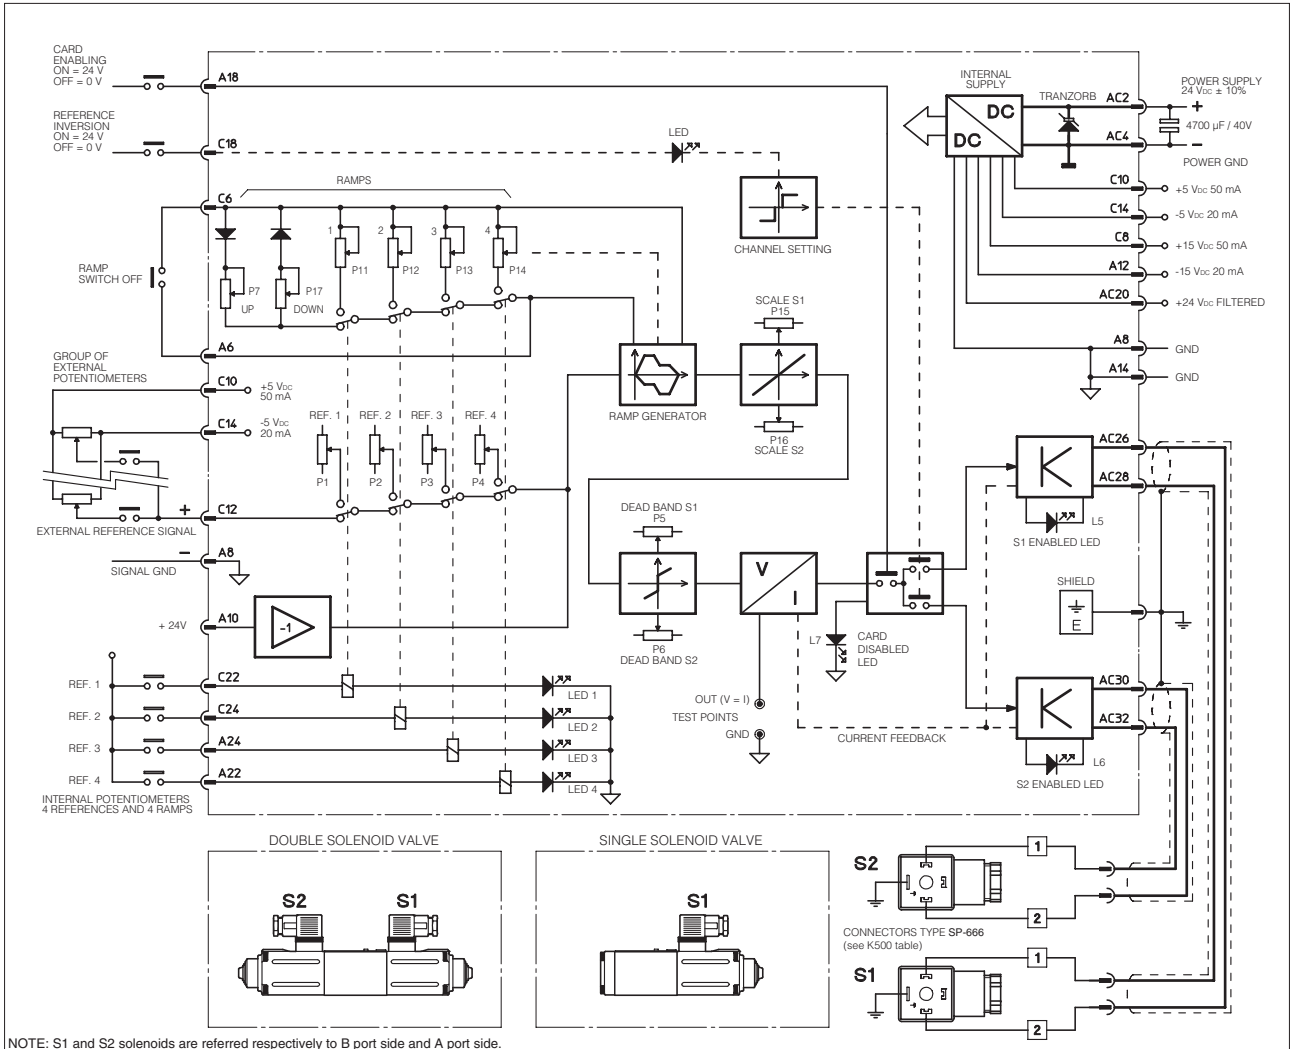 CARD
ENABLING
ON = 24 V
OFF = 0 V
A18
REFERENCE
INVERSION
ON = 24 V
OFF = 0 V
C18
LED
RAMPS
C6
1
2
3
4
P11
P12
P13
P14
P7
UP
P17
DOWN
RAMP
SWITCH OFF
A6
CHANNEL SETTING
INTERNAL
SUPPLY
DC
DC
TRANZORB
AC2
AC4
POWER SUPPLY
24 VDC ± 10%
+
4700 µF / 40V
–
POWER GND
C10
+5 VDC 50 mA
C14
-5 VDC 20 mA
C8
+15 VDC 50 mA
A12
-15 VDC 20 mA
AC20
+24 VDC FILTERED
A8
GND
A14
GND
GROUP OF
EXTERNAL
POTENTIOMETERS
C10
+5 VDC
50 mA
C14
-5 VDC
20 mA
REF. 1
REF. 2
REF. 3
REF. 4
P1
P2
P3
P4
RAMP GENERATOR
SCALE S1
P15
P16
SCALE S2
+
C12
EXTERNAL REFERENCE SIGNAL
–
A8
SIGNAL GND
+ 24V
A10
-1
DEAD BAND S1
P5
P6
DEAD BAND S2
V
I
L7
CARD
DISABLED
LED
OUT (V = I)
TEST POINTS
GND
CURRENT FEEDBACK
AC26
AC28
L5
S1 ENABLED LED
SHIELD
E
AC30
AC32
L6
S2 ENABLED LED
REF. 1
C22
LED 1
REF. 2
C24
LED 2
REF. 3
A24
LED 3
REF. 4
A22
LED 4
INTERNAL POTENTIOMETERS
4 REFERENCES AND 4 RAMPS
DOUBLE SOLENOID VALVE
S2
S1
SINGLE SOLENOID VALVE
S1
S2
1
2
CONNECTORS TYPE SP-666
(see K500 table)
S1
1
2
NOTE: S1 and S2 solenoids are referred respectively to B port side and A port side.